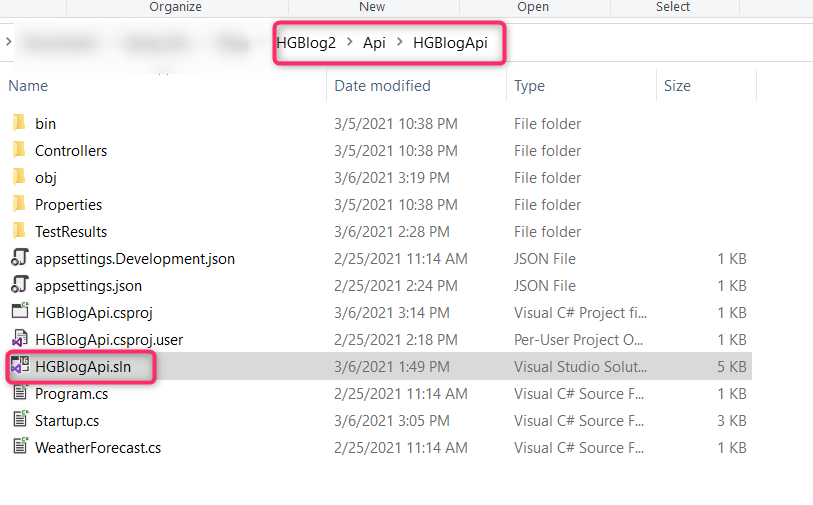 Organize New Open Select
HGBlog2 Api HGBlogApi
Name Date modified Type Size
bin 3/5/2021 10:38 PM File folder
Controllers 3/5/2021 10:38 PM File folder
obj 3/6/2021 3:19 PM File folder
Properties 3/5/2021 10:38 PM File folder
TestResults 3/6/2021 2:28 PM File folder
appsettings.Development.json 2/25/2021 11:14 AM JSON File 1 KB
appsettings.json 2/25/2021 2:24 PM JSON File 1 KB
HGBlogApi.csproj 3/6/2021 3:14 PM Visual C# Project fi... 1 KB
HGBlogApi.csproj.user 2/25/2021 2:18 PM Per-User Project O... 1 KB
HGBlogApi.sln 3/6/2021 1:49 PM Visual Studio Solut... 5 KB
Program.cs 2/25/2021 11:14 AM Visual C# Source F... 1 KB
Startup.cs 3/6/2021 3:05 PM Visual C# Source F... 3 KB
WeatherForecast.cs 2/25/2021 11:14 AM Visual C# Source F... 1 KB